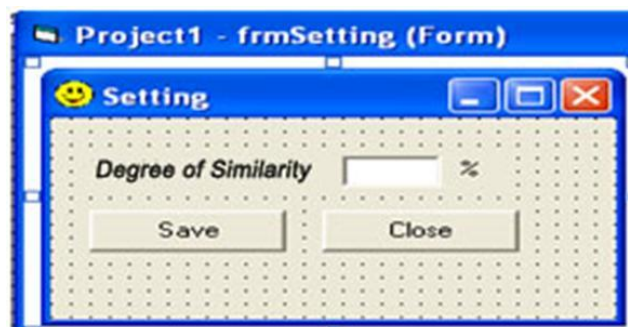 Project1 - frmSetting (Form)
Setting
Degree of Similarity %
Save Close